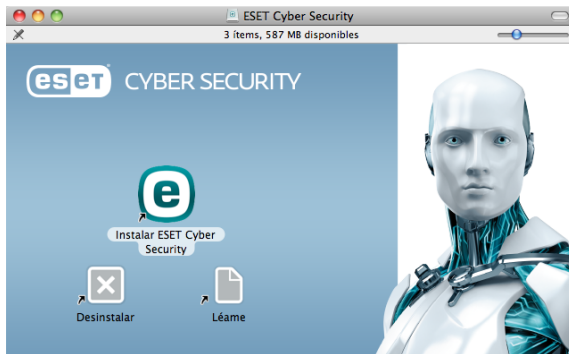 ESET Cyber Security
3 ítems, 587 MB disponibles
eset CYBER SECURITY
e
Instalar ESET Cyber
Security
Desinstalar
Léame